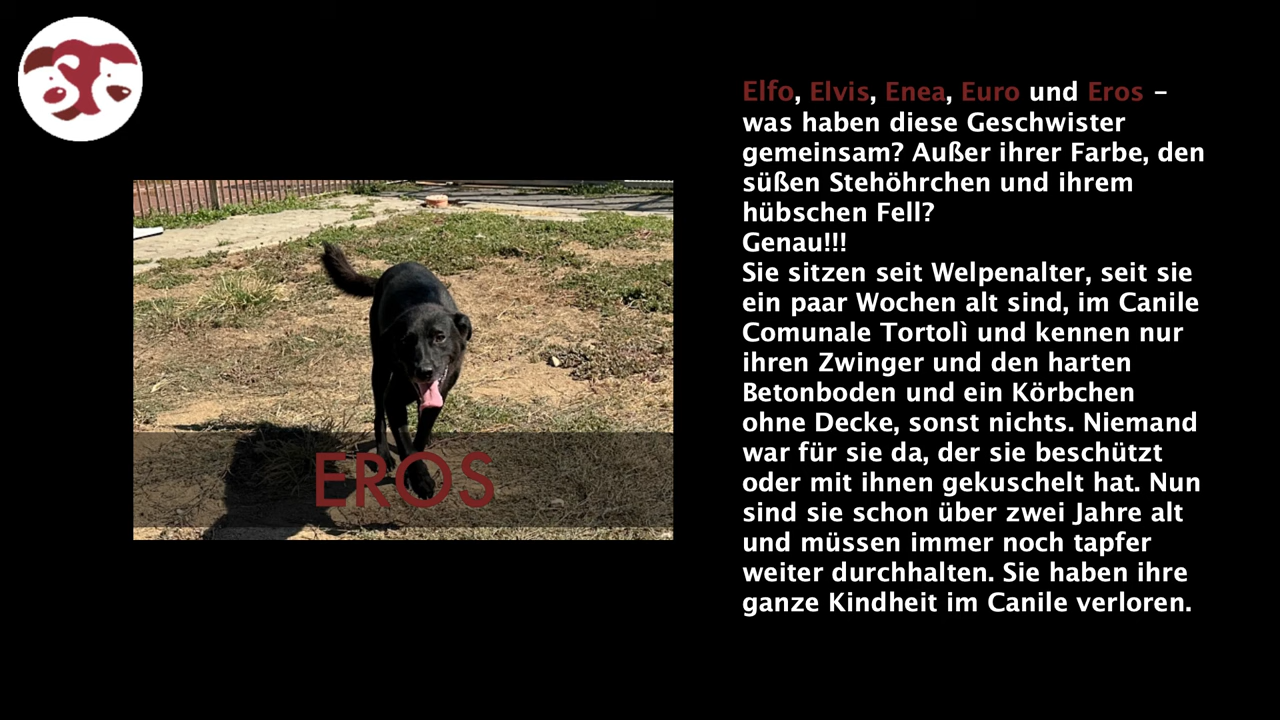 Elfo, Elvis, Enea, Euro und Eros –
was haben diese Geschwister
gemeinsam? Außer ihrer Farbe, den
süßen Stehöhrchen und ihrem
hübschen Fell?
Genau!!!
Sie sitzen seit Welpenalter, seit sie
ein paar Wochen alt sind, im Canile
Comunale Tortolì und kennen nur
ihren Zwinger und den harten
Betonboden und ein Körbchen
ohne Decke, sonst nichts. Niemand
war für sie da, der sie beschützt
oder mit ihnen gekuschelt hat. Nun
sind sie schon über zwei Jahre alt
und müssen immer noch tapfer
weiter durchhalten. Sie haben ihre
ganze Kindheit im Canile verloren.
EROS